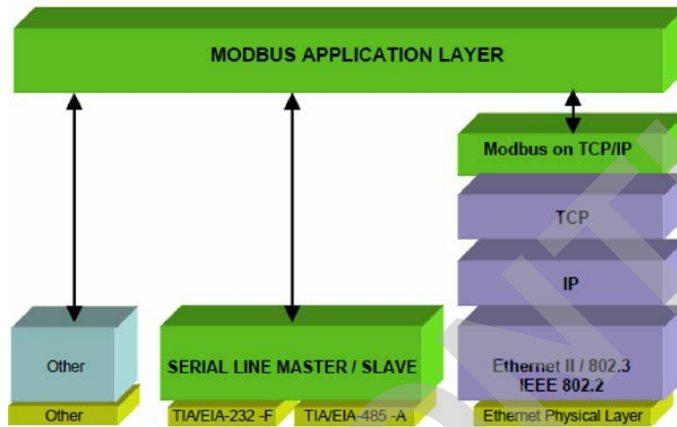 MODBUS APPLICATION LAYER
Modbus on TCP/IP
TCP
IP
Other
SERIAL LINE MASTER / SLAVE
Ethernet II / 802.3
IEEE 802.2
Other
TIA/EIA-232 -F
TIA/EIA-485 -A
Ethernet Physical Layer